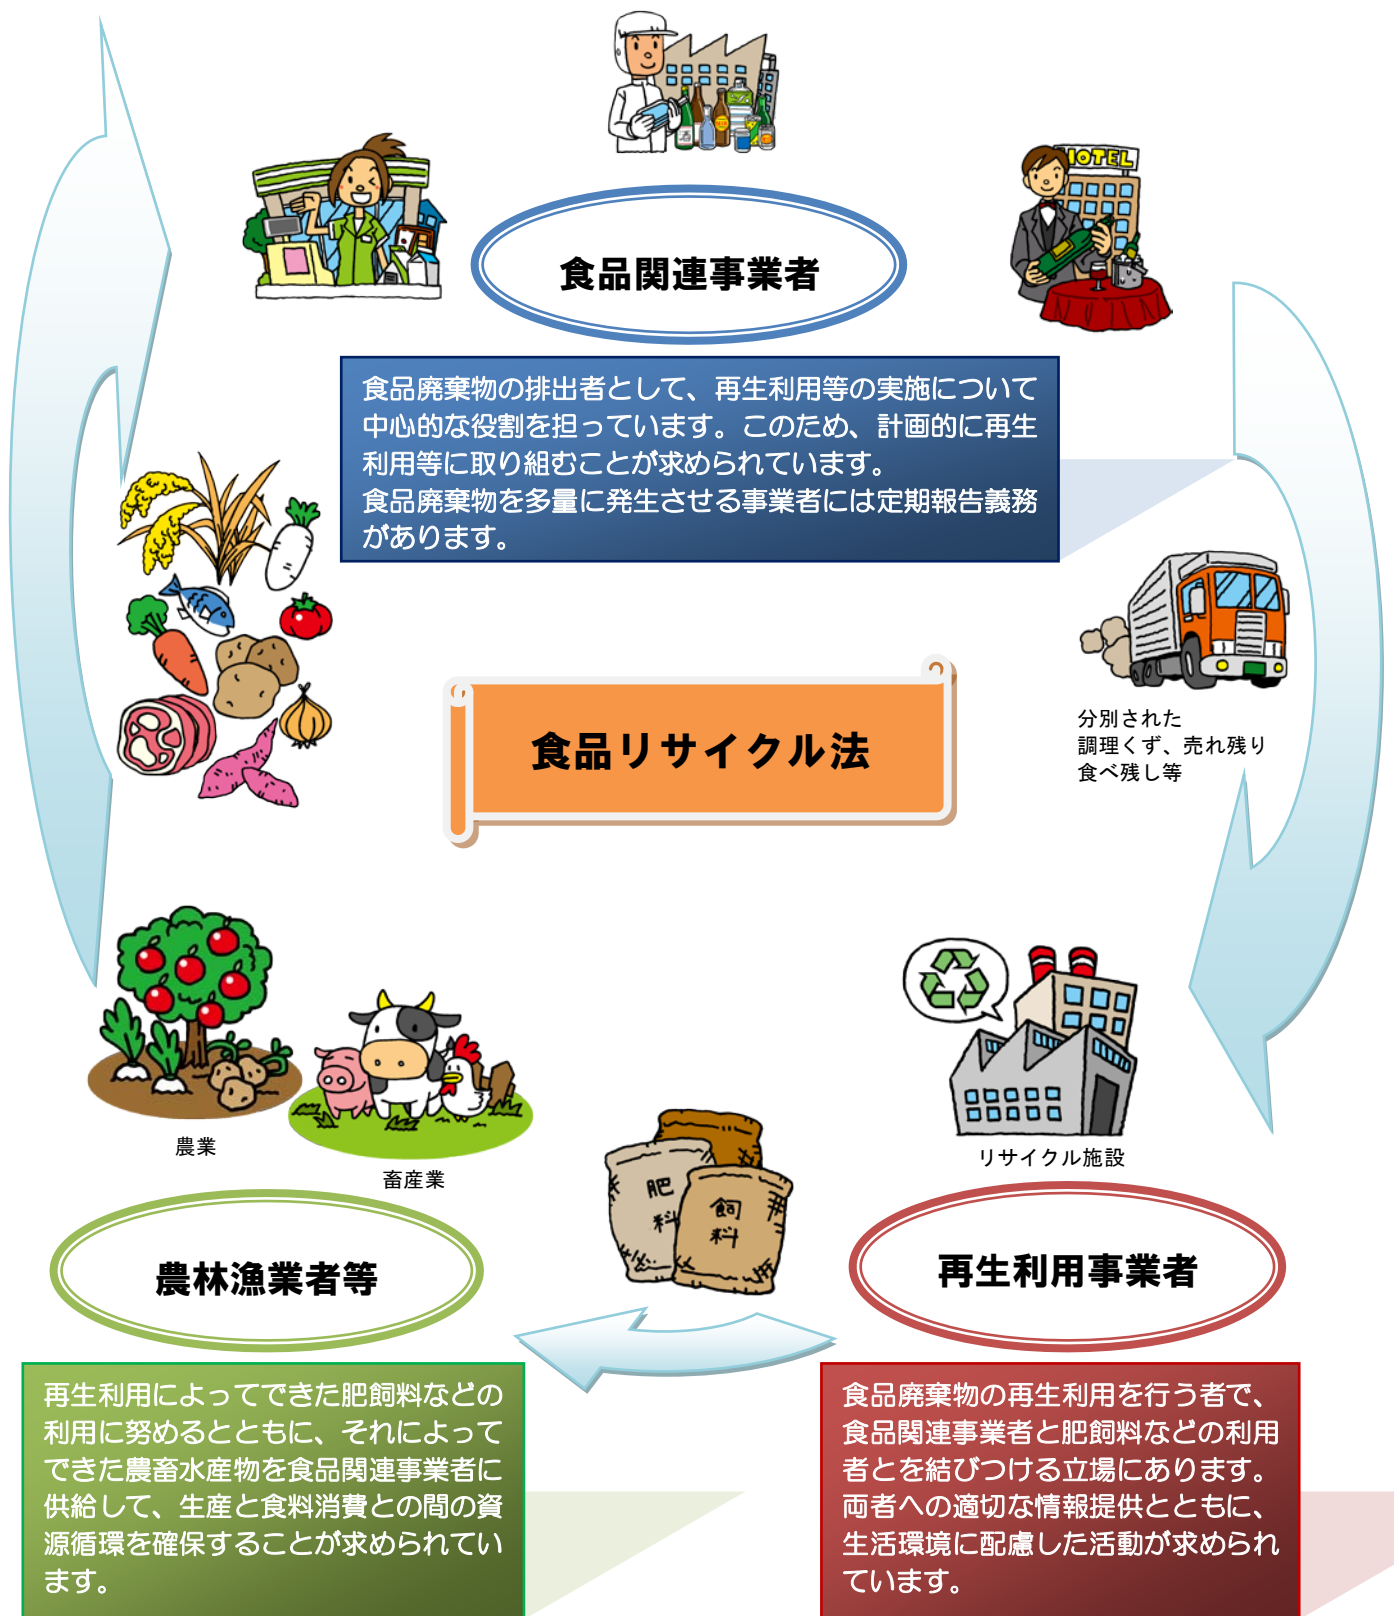 HOTEL
酒
食品関連事業者
食品廃棄物の排出者として、再生利用等の実施について
中心的な役割を担っています。このため、計画的に再生
利用等に取り組むことが求められています。
食品廃棄物を多量に発生させる事業者には定期報告義務
があります。
分別された
調理くず、売れ残り
食べ残し等
食品リサイクル法
農業
畜産業
リサイクル施設
肥料
飼料
農林漁業者等
再生利用事業者
再生利用によってできた肥飼料などの
利用に努めるとともに、それによって
できた農畜水産物を食品関連事業者に
供給して、生産と食料消費との間の資
源循環を確保することが求められてい
ます。
食品廃棄物の再生利用を行う者で、
食品関連事業者と肥飼料などの利用
者とを結びつける立場にあります。
両者への適切な情報提供とともに、
生活環境に配慮した活動が求められ
ています。